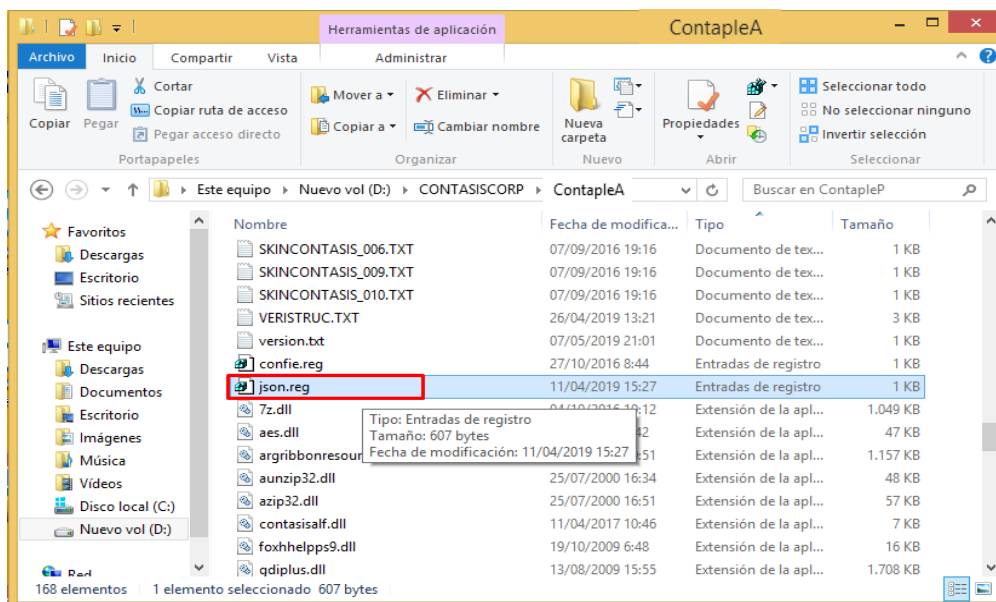 Herramientas de aplicación
ContapleA
Archivo Inicio Compartir Vista Administrar
Copiar
Pegar
Cortar
Copiar ruta de acceso
Pegar acceso directo
Portapapeles
Mover a
Copiar a
Eliminar
Cambiar nombre
Organizar
Nueva
carpeta
Nuevo
Propiedades
Abrir
Seleccionar todo
No seleccionar ninguno
Invertir selección
Seleccionar
Este equipo Nuevo vol (D:) CONTASISCORP ContapleA
Buscar en ContapleP
Favoritos
Descargas
Escritorio
Sitios recientes
Este equipo
Descargas
Documentos
Escritorio
Imágenes
Música
Vídeos
Disco local (C:)
Nuevo vol (D:)
Red
Nombre Fecha de modifica... Tipo Tamaño
SKINCONTASIS_006.TXT 07/09/2016 19:16 Documento de tex... 1 KB
SKINCONTASIS_009.TXT 07/09/2016 19:16 Documento de tex... 1 KB
SKINCONTASIS_010.TXT 07/09/2016 19:16 Documento de tex... 1 KB
VERISTRUC.TXT 26/04/2019 13:21 Documento de tex... 3 KB
version.txt 07/05/2019 21:01 Documento de tex... 1 KB
confie.reg 27/10/2016 8:44 Entradas de registro 1 KB
json.reg 11/04/2019 15:27 Entradas de registro 1 KB
7z.dll 04/10/2016 19:12 Extensión de la apl... 1.049 KB
aes.dll 42 Extensión de la apl... 47 KB
argribbonresour :51 Extensión de la apl... 1.157 KB
Tipo: Entradas de registro
Tamaño: 607 bytes
Fecha de modificación: 11/04/2019 15:27
aunzip32.dll 25/07/2000 16:34 Extensión de la apl... 48 KB
azip32.dll 25/07/2000 16:51 Extensión de la apl... 57 KB
contasisalf.dll 11/04/2017 10:46 Extensión de la apl... 7 KB
foxhhelpps9.dll 19/10/2009 6:48 Extensión de la apl... 16 KB
gdiplus.dll 13/08/2009 15:55 Extensión de la apl... 1.708 KB
168 elementos 1 elemento seleccionado 607 bytes